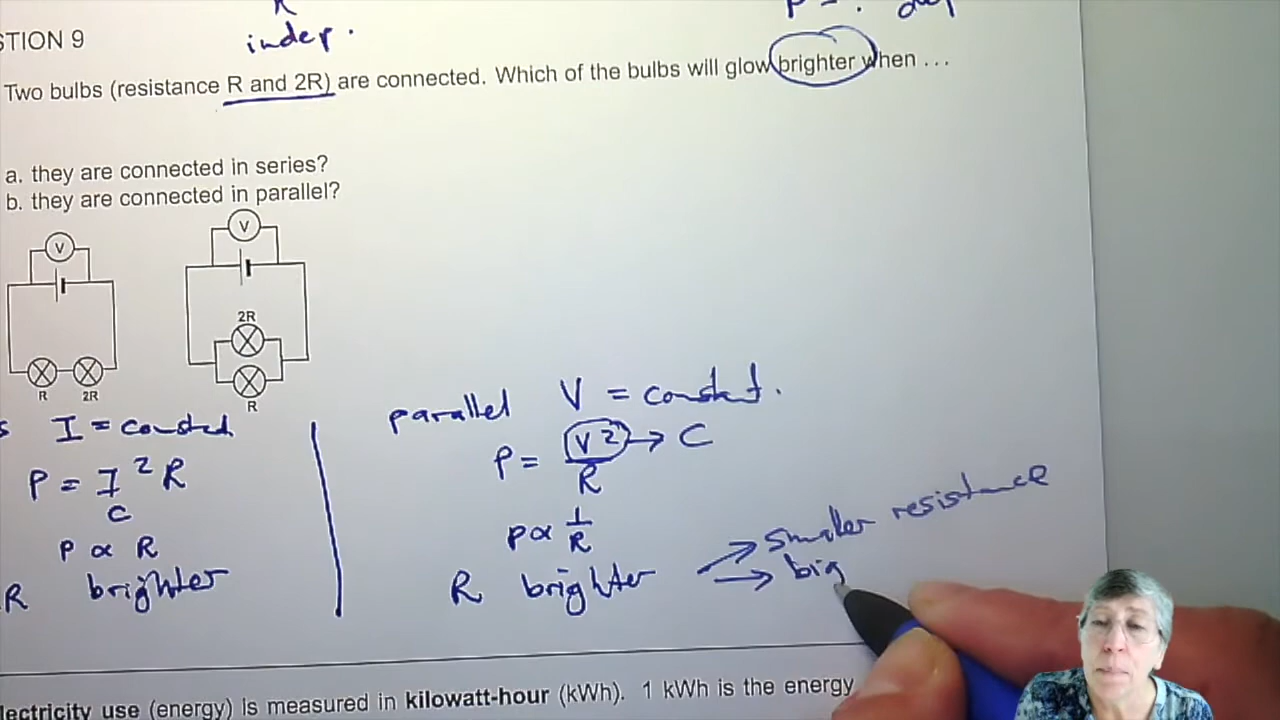 R
P = ? dep
STION 9
indep.
Two bulbs (resistance R and 2R) are connected. Which of the bulbs will glow brighter when …
a. they are connected in series?
b. they are connected in parallel?
V
V
2R
R 2R
R
s I = constant
P = I² R
C
P ∝ R
R brighter
parallel V = constant.
P = V² → C
R
P ∝ 1/R
R brighter → smaller resistance
→ big
lectricity use (energy) is measured in kilowatt-hour (kWh). 1 kWh is the energy